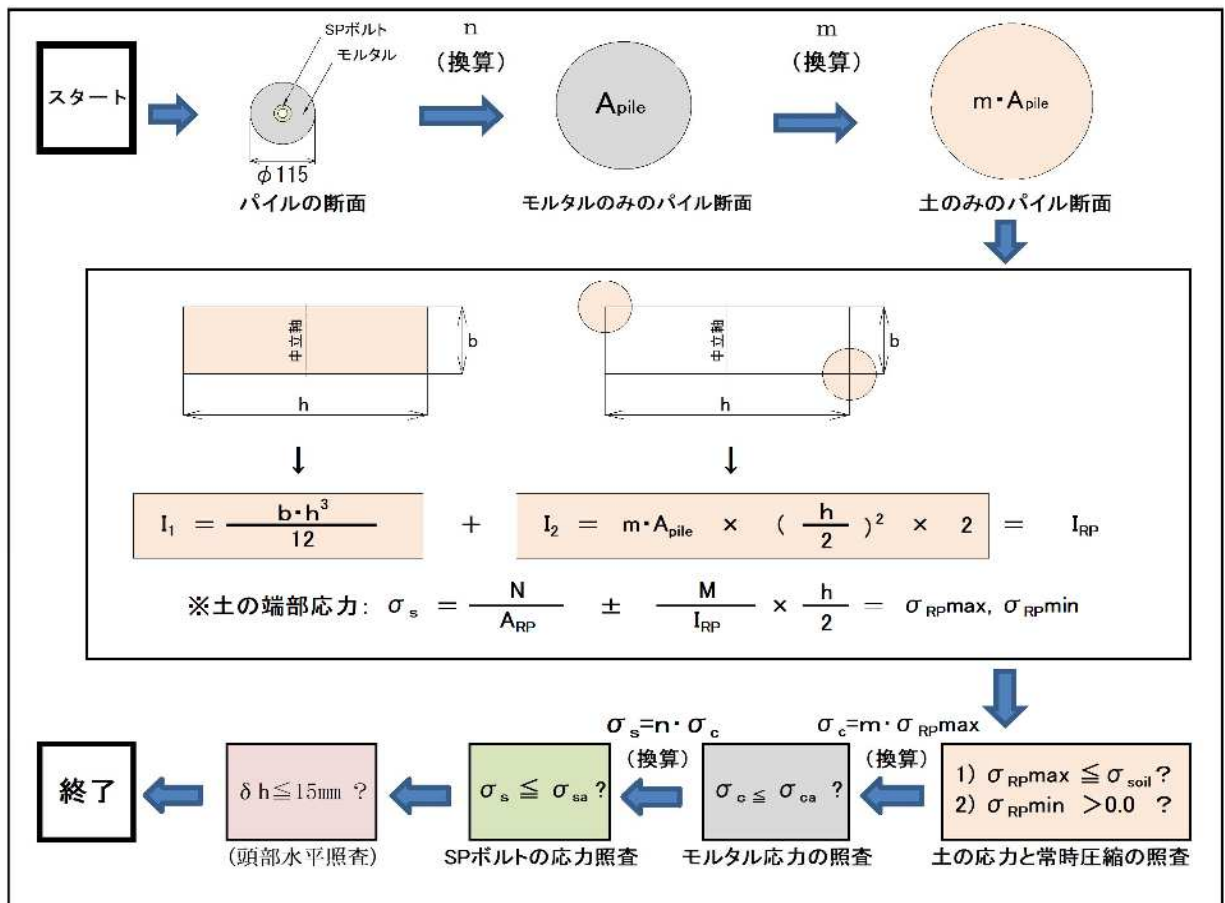 スタート
SPボルト
モルタル
φ115
パイルの断面
n
(換算)
Apile
モルタルのみのパイル断面
m
(換算)
m・Apile
土のみのパイル断面
中立軸
b
h
中立軸
b
h
↓
↓
I₁ = b・h³ / 12 + I₂ = m・Apile × ( h / 2 )² × 2 = IRP
※土の端部応力: σs = N / ARP ± M / IRP × h / 2 = σRPmax, σRPmin
σc=m・σRPmax
(換算)
1) σRPmax ≦ σsoil?
2) σRPmin >0.0 ?
土の応力と常時圧縮の照査
σs=n・σc
(換算)
σc ≦ σca ?
モルタル応力の照査
σs ≦ σsa ?
SPボルトの応力照査
δh≦15mm ?
(頭部水平照査)
終了